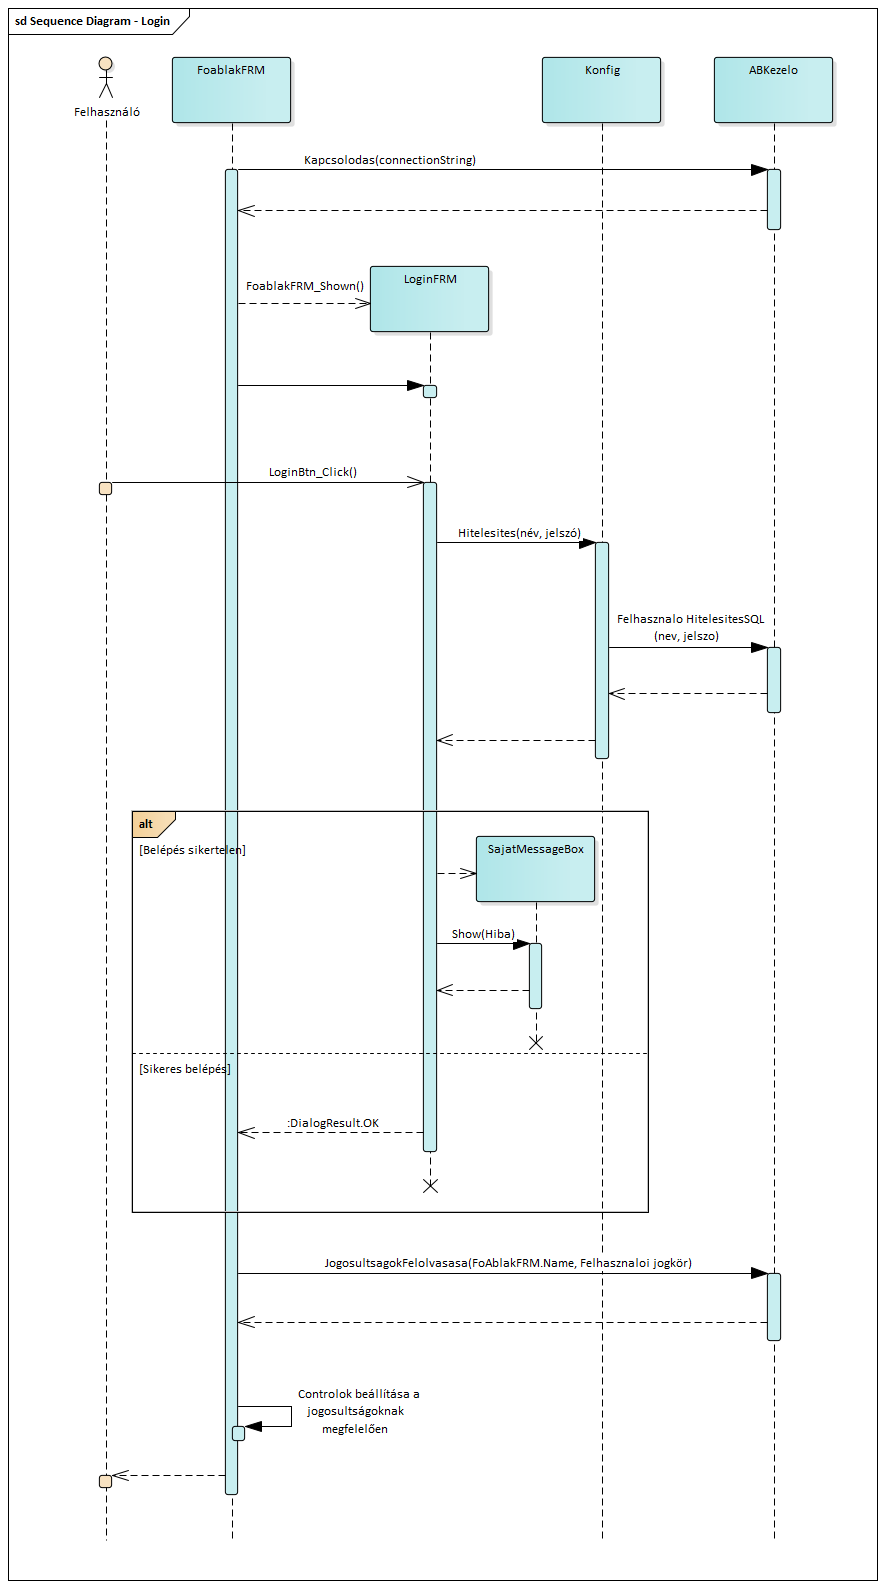 sd Sequence Diagram - Login
Felhasználó
FoablakFRM
Konfig
ABKezelo
Kapcsolodas(connectionString)
FoablakFRM_Shown()
LoginFRM
LoginBtn_Click()
Hitelesites(név, jelszó)
Felhasznalo HitelesitesSQL
(nev, jelszo)
alt
[Belépés sikertelen]
SajatMessageBox
Show(Hiba)
[Sikeres belépés]
:DialogResult.OK
JogosultsagokFelolvasasa(FoAblakFRM.Name, Felhasznaloi jogkör)
Controlok beállítása a
jogosultságoknak
megfelelően